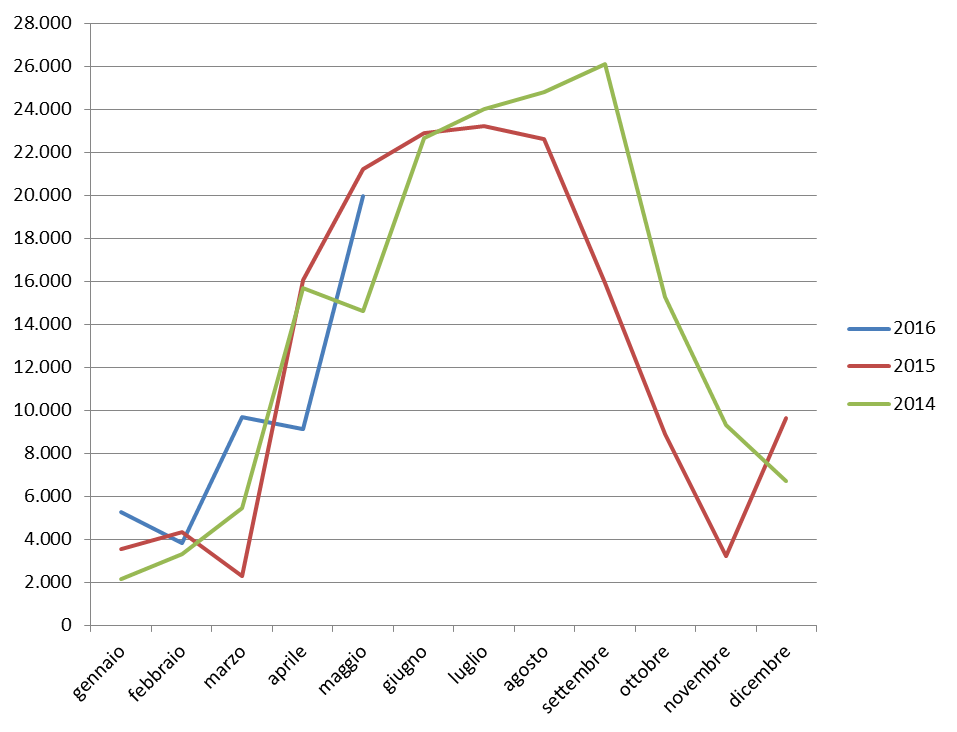 28.000
26.000
24.000
22.000
20.000
18.000
16.000
14.000
12.000
10.000
8.000
6.000
4.000
2.000
0
gennaio
febbraio
marzo
aprile
maggio
giugno
luglio
agosto
settembre
ottobre
novembre
dicembre
2016
2015
2014